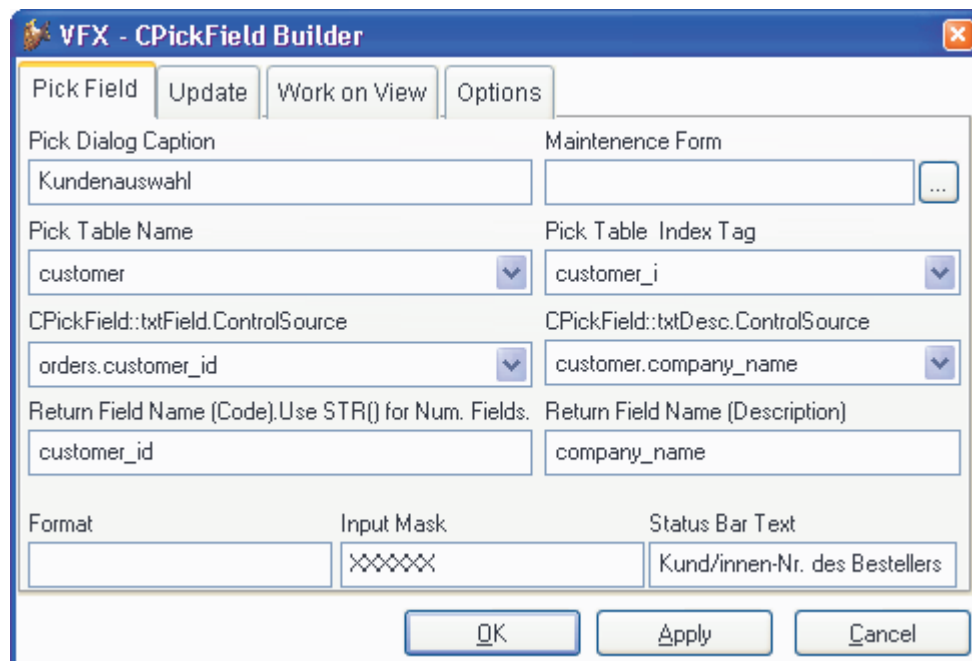 VFX - CPickField Builder
Pick Field Update Work on View Options
Pick Dialog Caption Maintenence Form
Kundenauswahl ...
Pick Table Name Pick Table Index Tag
customer customer_i
CPickField::txtField.ControlSource CPickField::txtDesc.ControlSource
orders.customer_id customer.company_name
Return Field Name (Code).Use STR() for Num. Fields. Return Field Name (Description)
customer_id company_name
Format Input Mask Status Bar Text
XXXXXX Kund/innen-Nr. des Bestellers
OK Apply Cancel